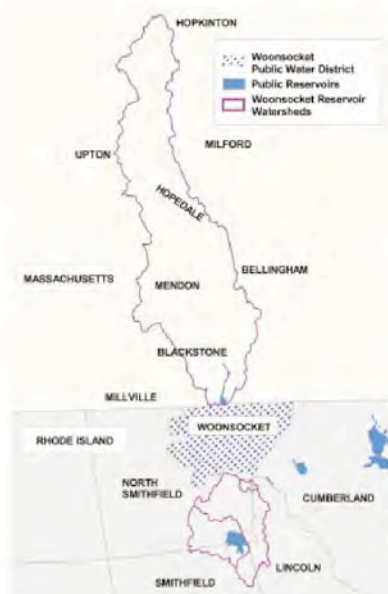 HOPKINTON
Woonsocket
Public Water District
Public Reservoirs
Woonsocket Reservoir
Watersheds
MILFORD
UPTON
HOPEDALE
BELLINGHAM
MASSACHUSETTS
MENDON
BLACKSTONE
MILLVILLE
WOONSOCKET
RHODE ISLAND
NORTH
SMITHFIELD
CUMBERLAND
LINCOLN
SMITHFIELD